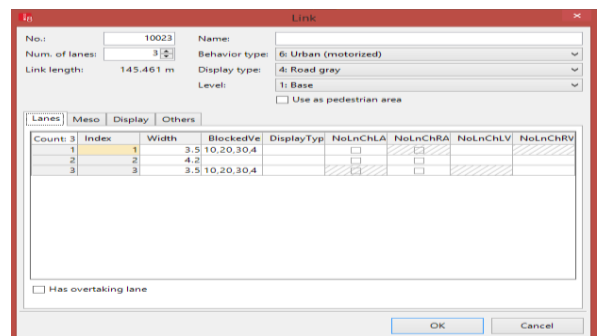 Link
No.: 10023 Name:
Num. of lanes: 3 Behavior type: 6: Urban (motorized)
Link length: 145.461 m Display type: 4: Road gray
Level: 1: Base
Use as pedestrian area
Lanes Meso Display Others
Count: 3 Index Width BlockedVe DisplayTyp NoLnChLA NoLnChRA NoLnChLV NoLnChRV
1 1 3.5 10,20,30,4
2 2 4.2
3 3 3.5 10,20,30,4
Has overtaking lane
OK Cancel